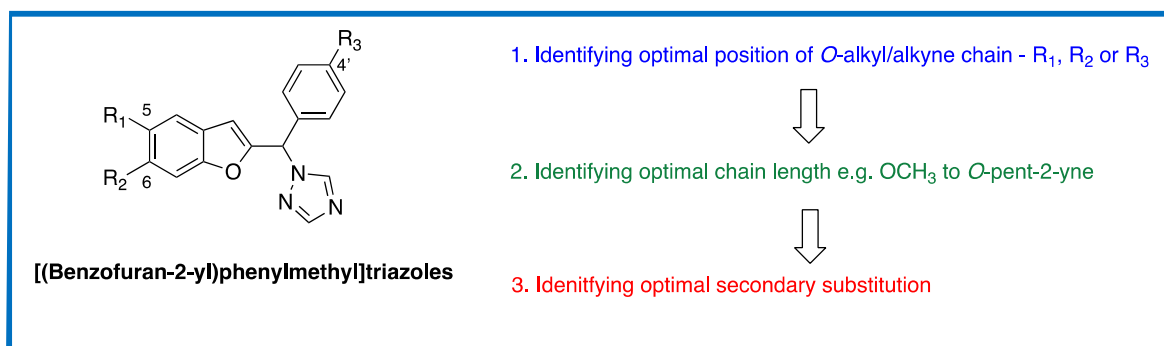 R₃
4'
5
R₁
R₂
6
O
N
N
N
[(Benzofuran-2-yl)phenylmethyl]triazoles
1. Identifying optimal position of O-alkyl/alkyne chain - R₁, R₂ or R₃
2. Identifying optimal chain length e.g. OCH₃ to O-pent-2-yne
3. Idenitfying optimal secondary substitution